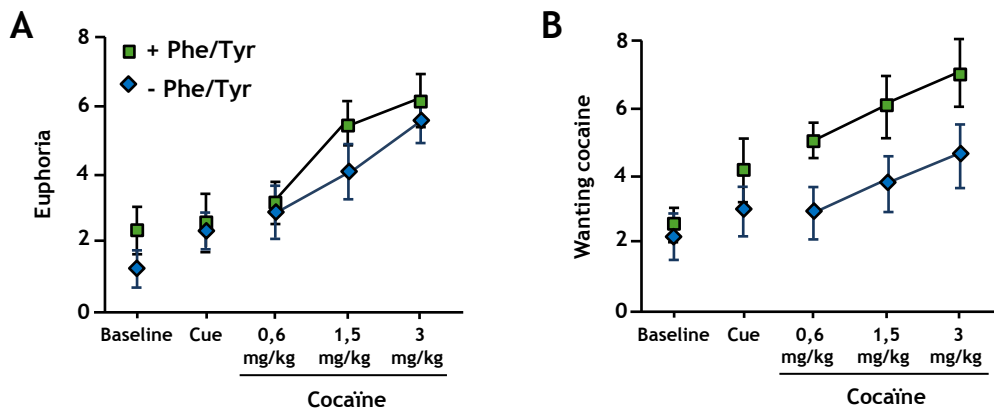 A
Euphoria
8
6
4
2
0
+ Phe/Tyr
- Phe/Tyr
Baseline
Cue
0,6
mg/kg
1,5
mg/kg
3
mg/kg
Cocaïne
B
Wanting cocaine
8
6
4
2
0
Baseline
Cue
0,6
mg/kg
1,5
mg/kg
3
mg/kg
Cocaïne